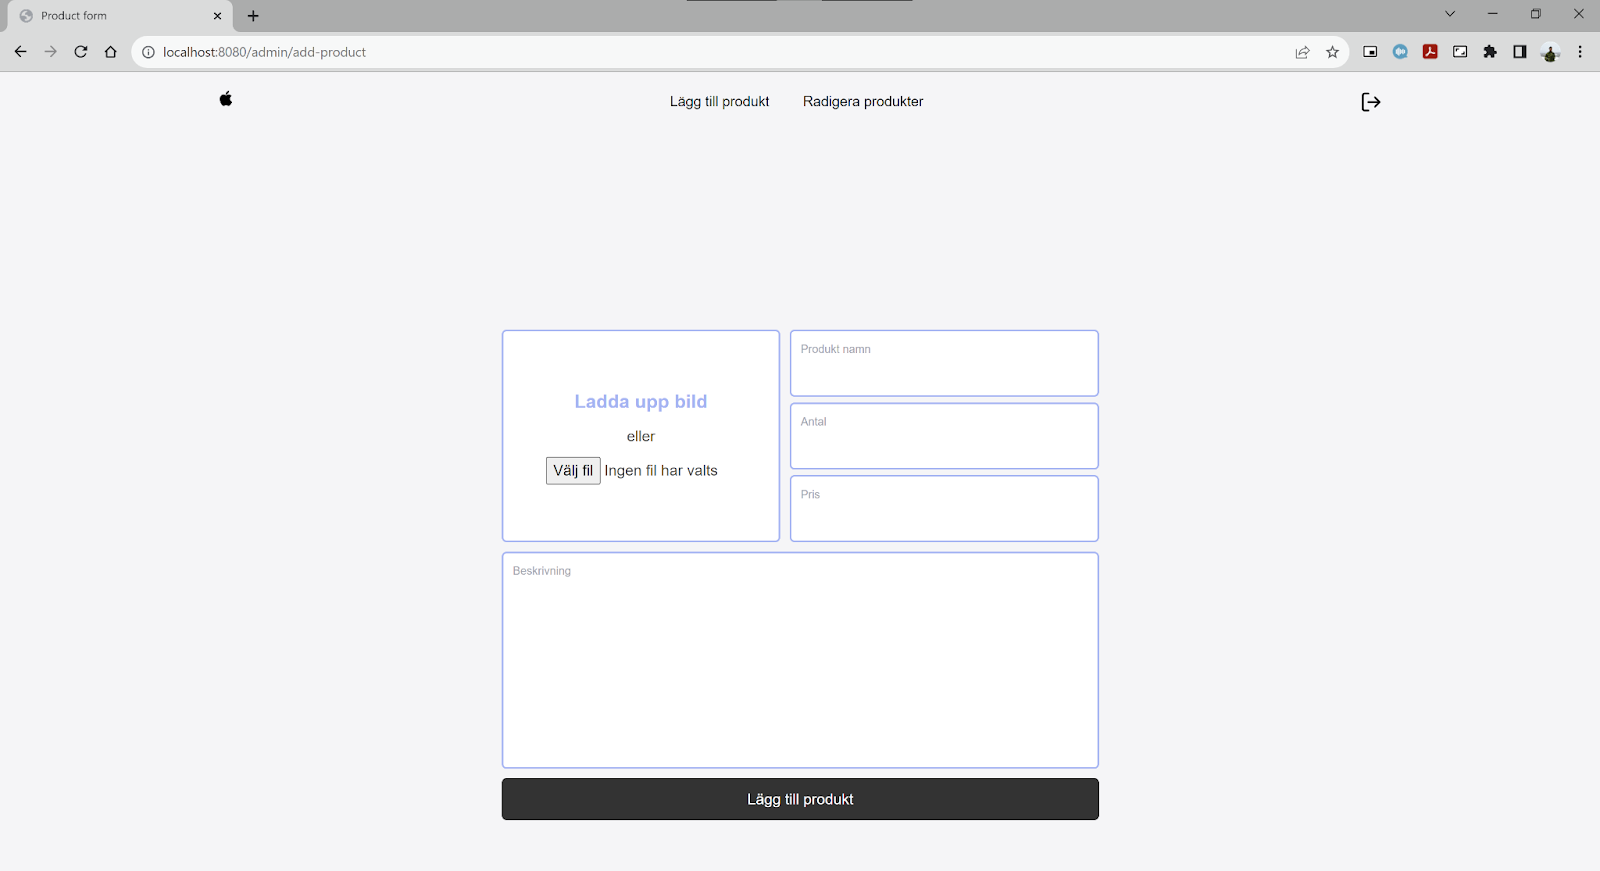 Product form
localhost:8080/admin/add-product
Lägg till produkt
Radigera produkter
Ladda upp bild
eller
Välj fil Ingen fil har valts
Produkt namn
Antal
Pris
Beskrivning
Lägg till produkt